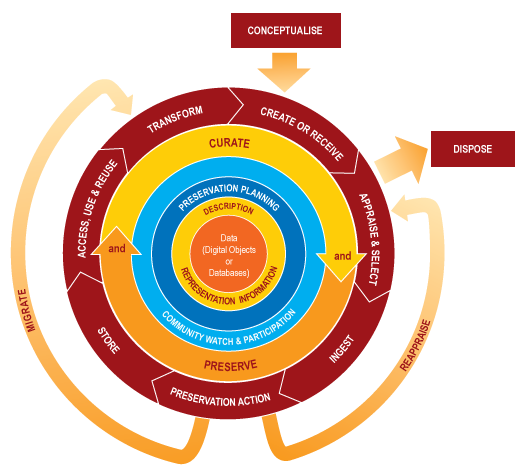 CONCEPTUALISE
CREATE OR RECEIVE
DISPOSE
APPRAISE & SELECT
INGEST
REAPPRAISE
PRESERVATION ACTION
MIGRATE
STORE
ACCESS, USE & REUSE
TRANSFORM
CURATE
and
PRESERVE
and
COMMUNITY WATCH & PARTICIPATION
PRESERVATION PLANNING
DESCRIPTION
REPRESENTATION INFORMATION
Data
(Digital Objects
or
Databases)